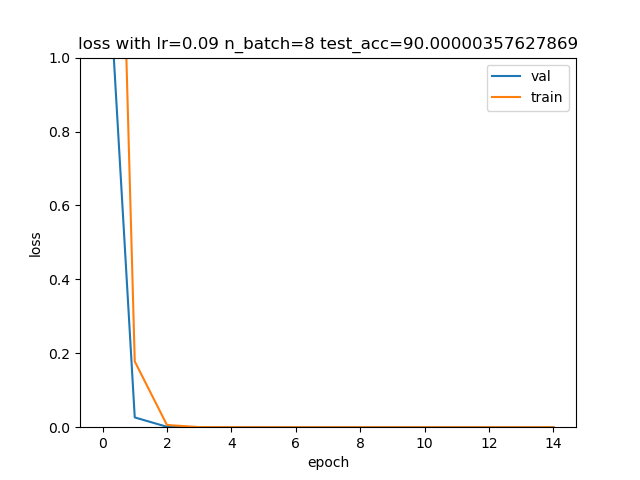 loss with lr=0.09 n_batch=8 test_acc=90.00000357627869
val
train
1.0
0.8
0.6
0.4
0.2
0.0
loss
0 2 4 6 8 10 12 14
epoch